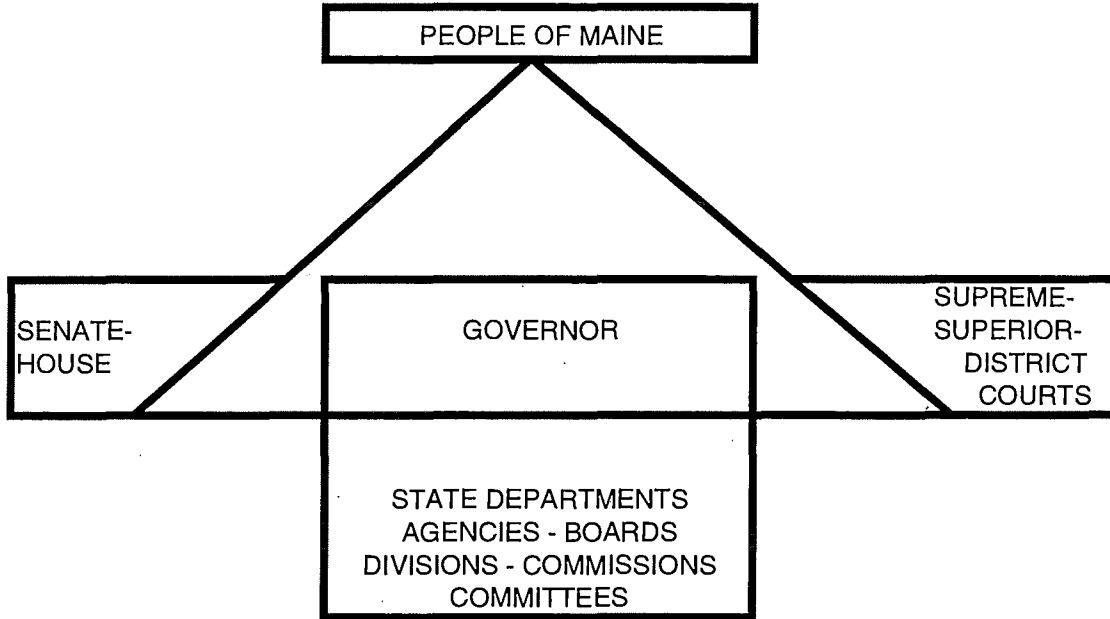 PEOPLE OF MAINE
SENATE-
HOUSE
GOVERNOR
SUPREME-
SUPERIOR-
DISTRICT
COURTS
STATE DEPARTMENTS
AGENCIES - BOARDS
DIVISIONS - COMMISSIONS
COMMITTEES